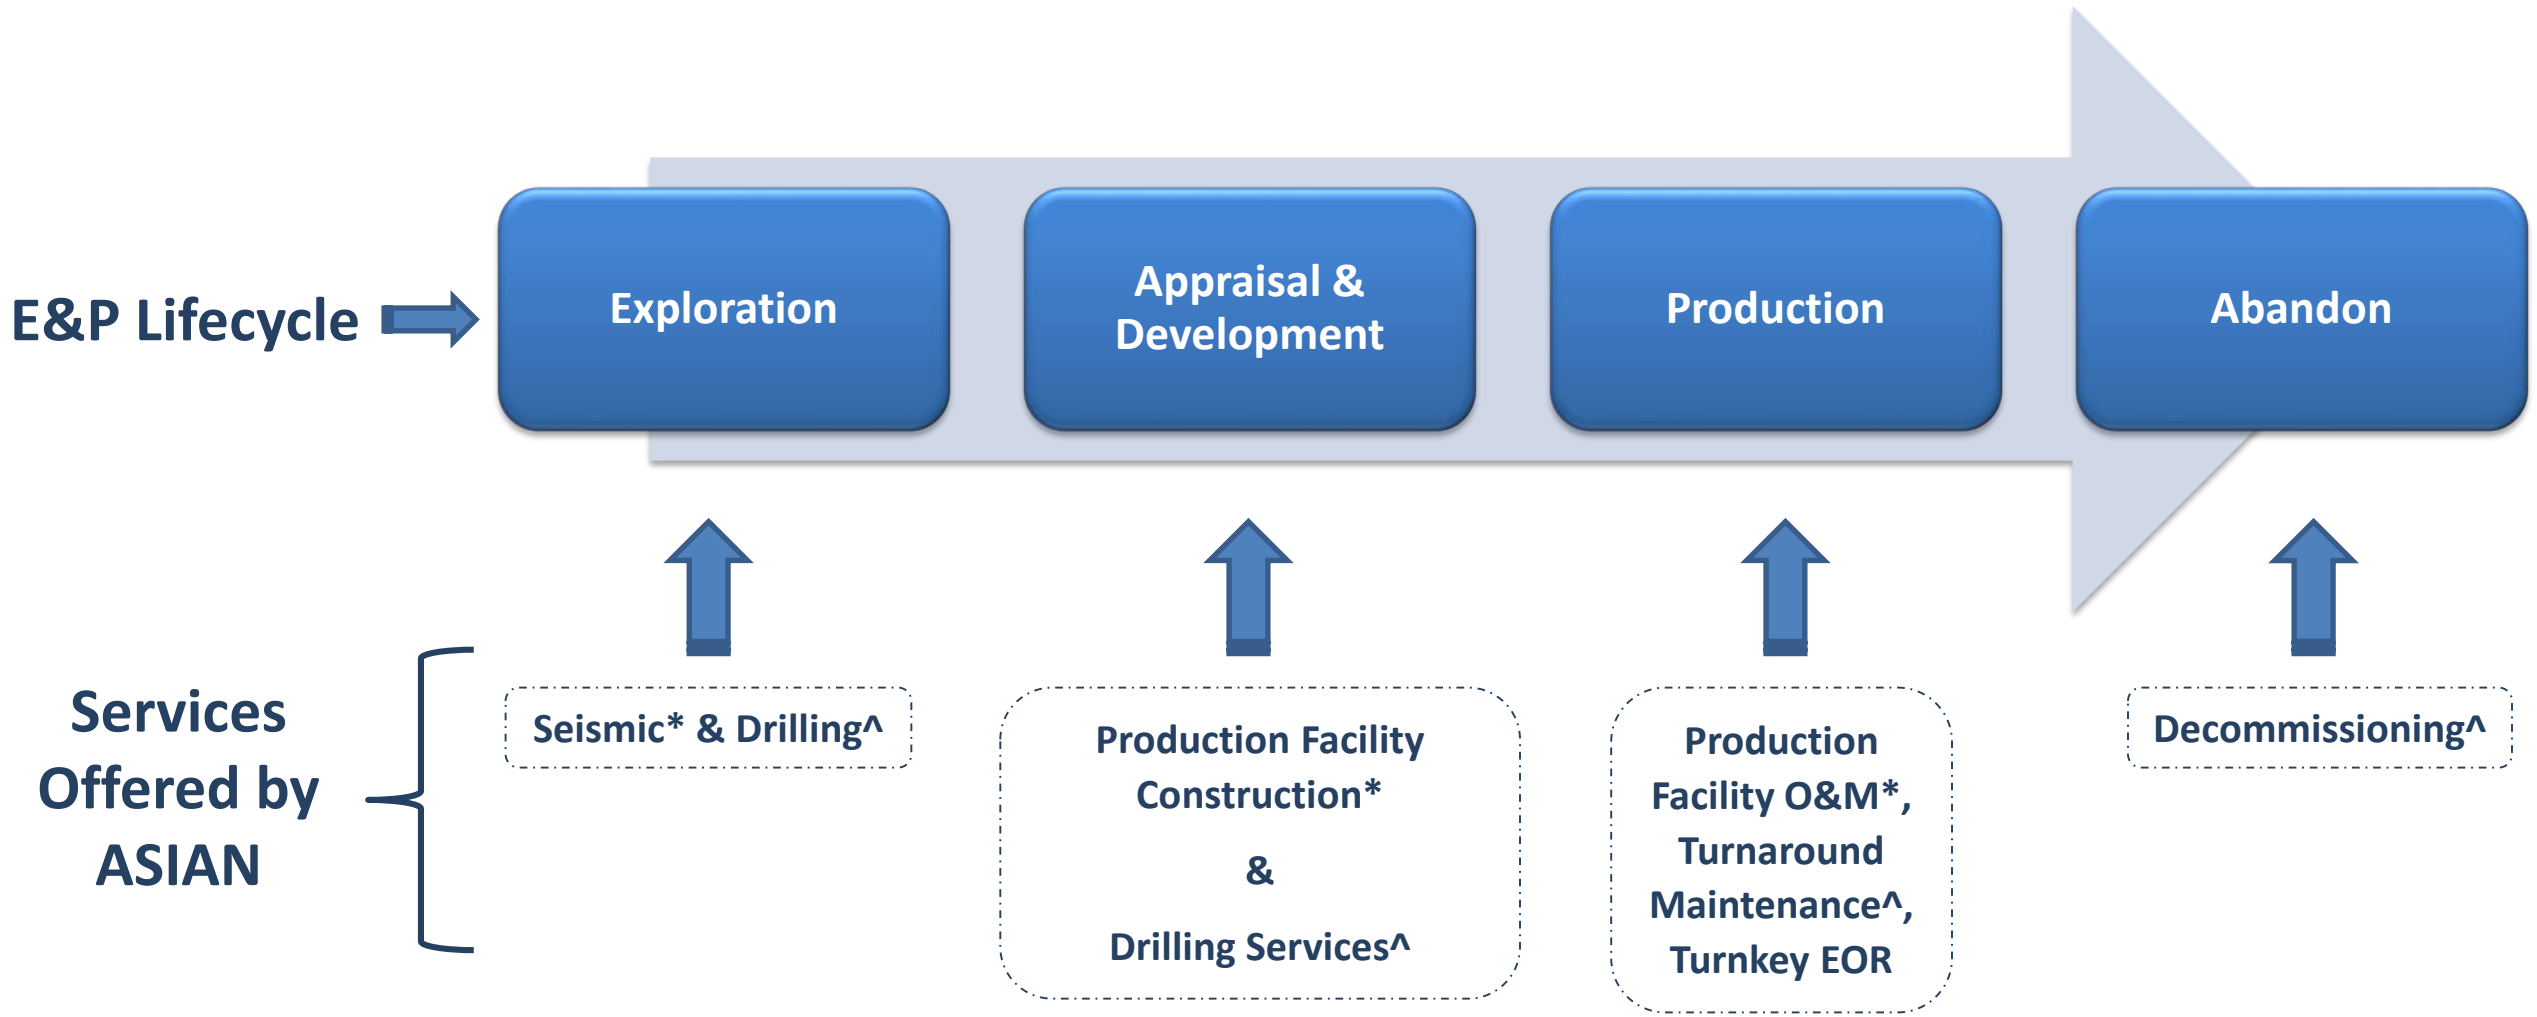 E&P Lifecycle
Exploration
Appraisal &
Development
Production
Abandon
Services
Offered by
ASIAN
Seismic* & Drilling^
Production Facility
Construction*
&
Drilling Services^
Production
Facility O&M*,
Turnaround
Maintenance^,
Turnkey EOR
Decommissioning^